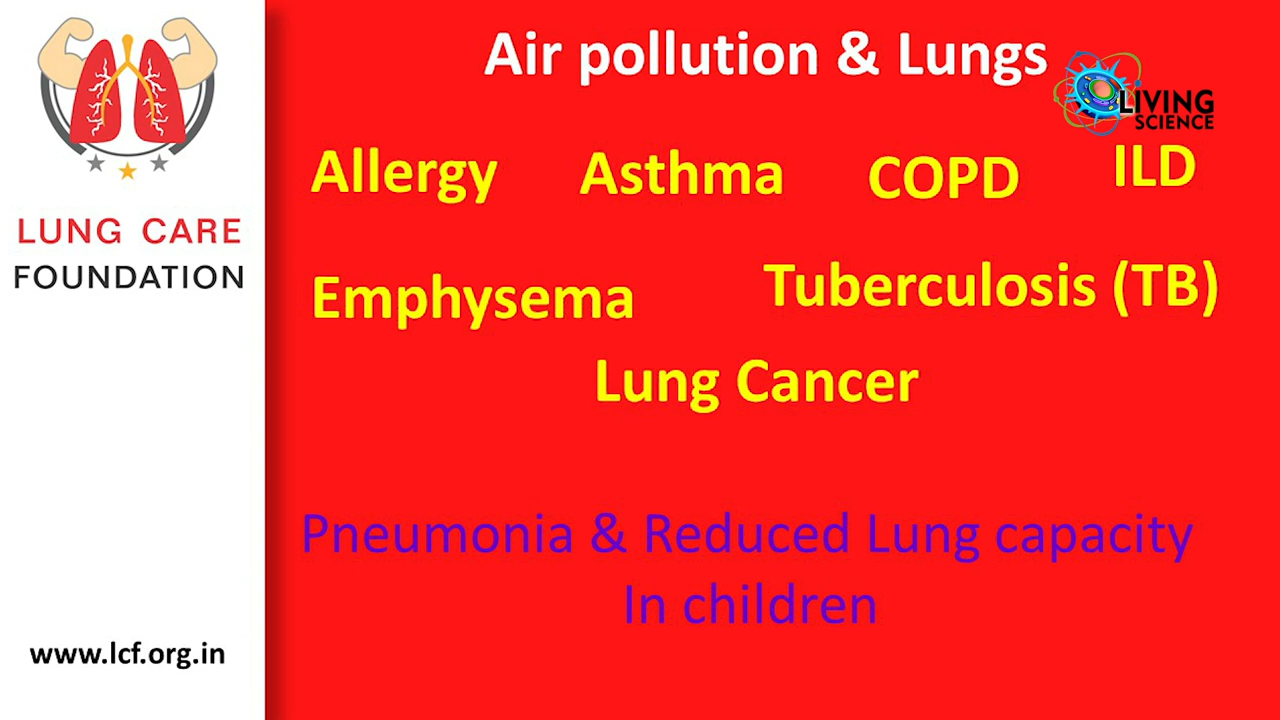 Air pollution & Lungs
LIVING
SCIENCE
Allergy Asthma COPD ILD
LUNG CARE
FOUNDATION
Emphysema Tuberculosis (TB)
Lung Cancer
Pneumonia & Reduced Lung capacity
In children
www.lcf.org.in